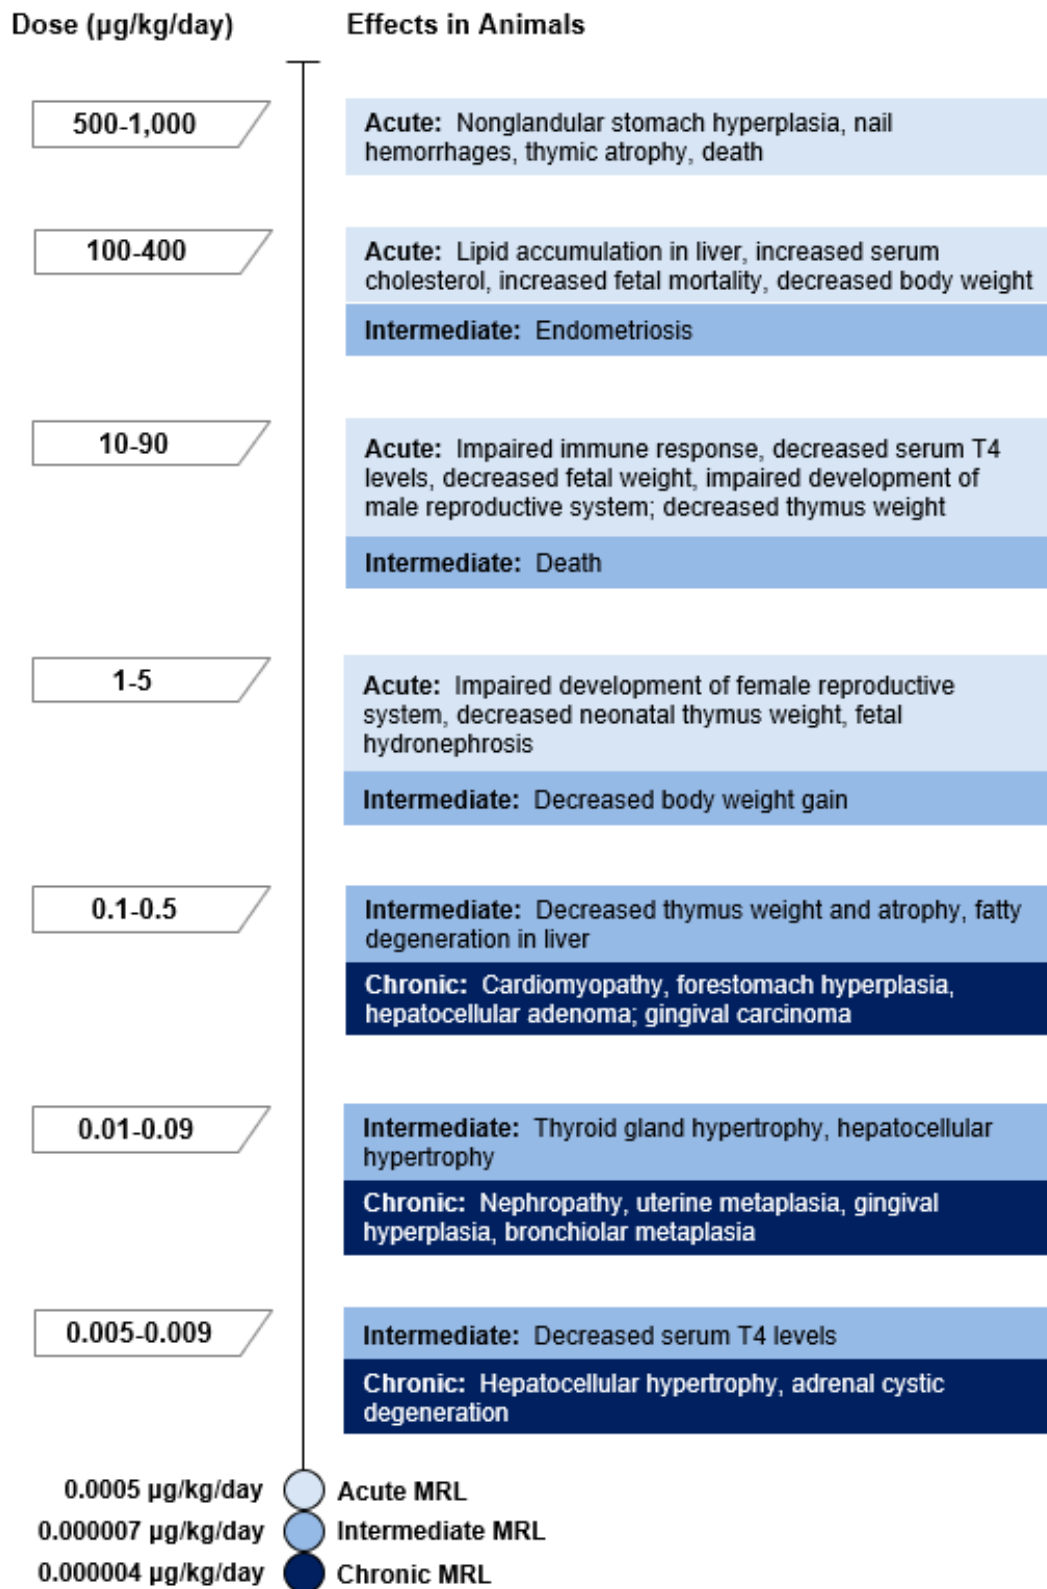 Dose (µg/kg/day) Effects in Animals
500-1,000
Acute: Nonglandular stomach hyperplasia, nail
hemorrhages, thymic atrophy, death
100-400
Acute: Lipid accumulation in liver, increased serum
cholesterol, increased fetal mortality, decreased body weight
Intermediate: Endometriosis
10-90
Acute: Impaired immune response, decreased serum T4
levels, decreased fetal weight, impaired development of
male reproductive system; decreased thymus weight
Intermediate: Death
1-5
Acute: Impaired development of female reproductive
system, decreased neonatal thymus weight, fetal
hydronephrosis
Intermediate: Decreased body weight gain
0.1-0.5
Intermediate: Decreased thymus weight and atrophy, fatty
degeneration in liver
Chronic: Cardiomyopathy, forestomach hyperplasia,
hepatocellular adenoma; gingival carcinoma
0.01-0.09
Intermediate: Thyroid gland hypertrophy, hepatocellular
hypertrophy
Chronic: Nephropathy, uterine metaplasia, gingival
hyperplasia, bronchiolar metaplasia
0.005-0.009
Intermediate: Decreased serum T4 levels
Chronic: Hepatocellular hypertrophy, adrenal cystic
degeneration
0.0005 µg/kg/day Acute MRL
0.000007 µg/kg/day Intermediate MRL
0.000004 µg/kg/day Chronic MRL